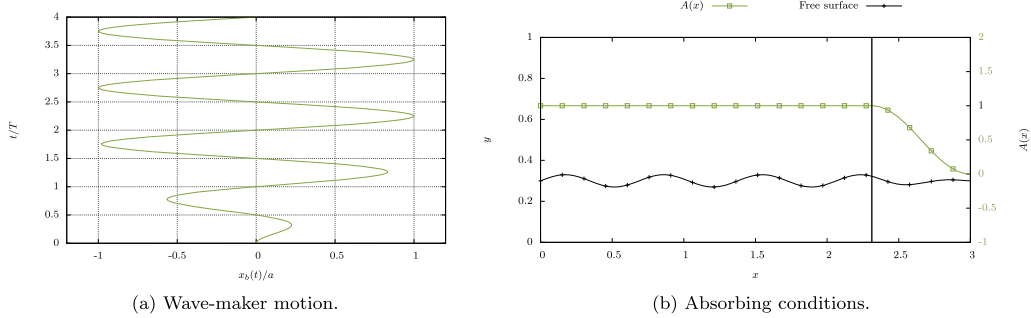 4
3.5
3
2.5
2
1.5
1
0.5
0
t/T
-1 -0.5 0 0.5 1
x_b(t)/a
(a) Wave-maker motion.
A(x) Free surface
1
0.8
0.6
0.4
0.2
0
y
2
1.5
1
0.5
0
-0.5
-1
A(x)
0 0.5 1 1.5 2 2.5 3
x
(b) Absorbing conditions.